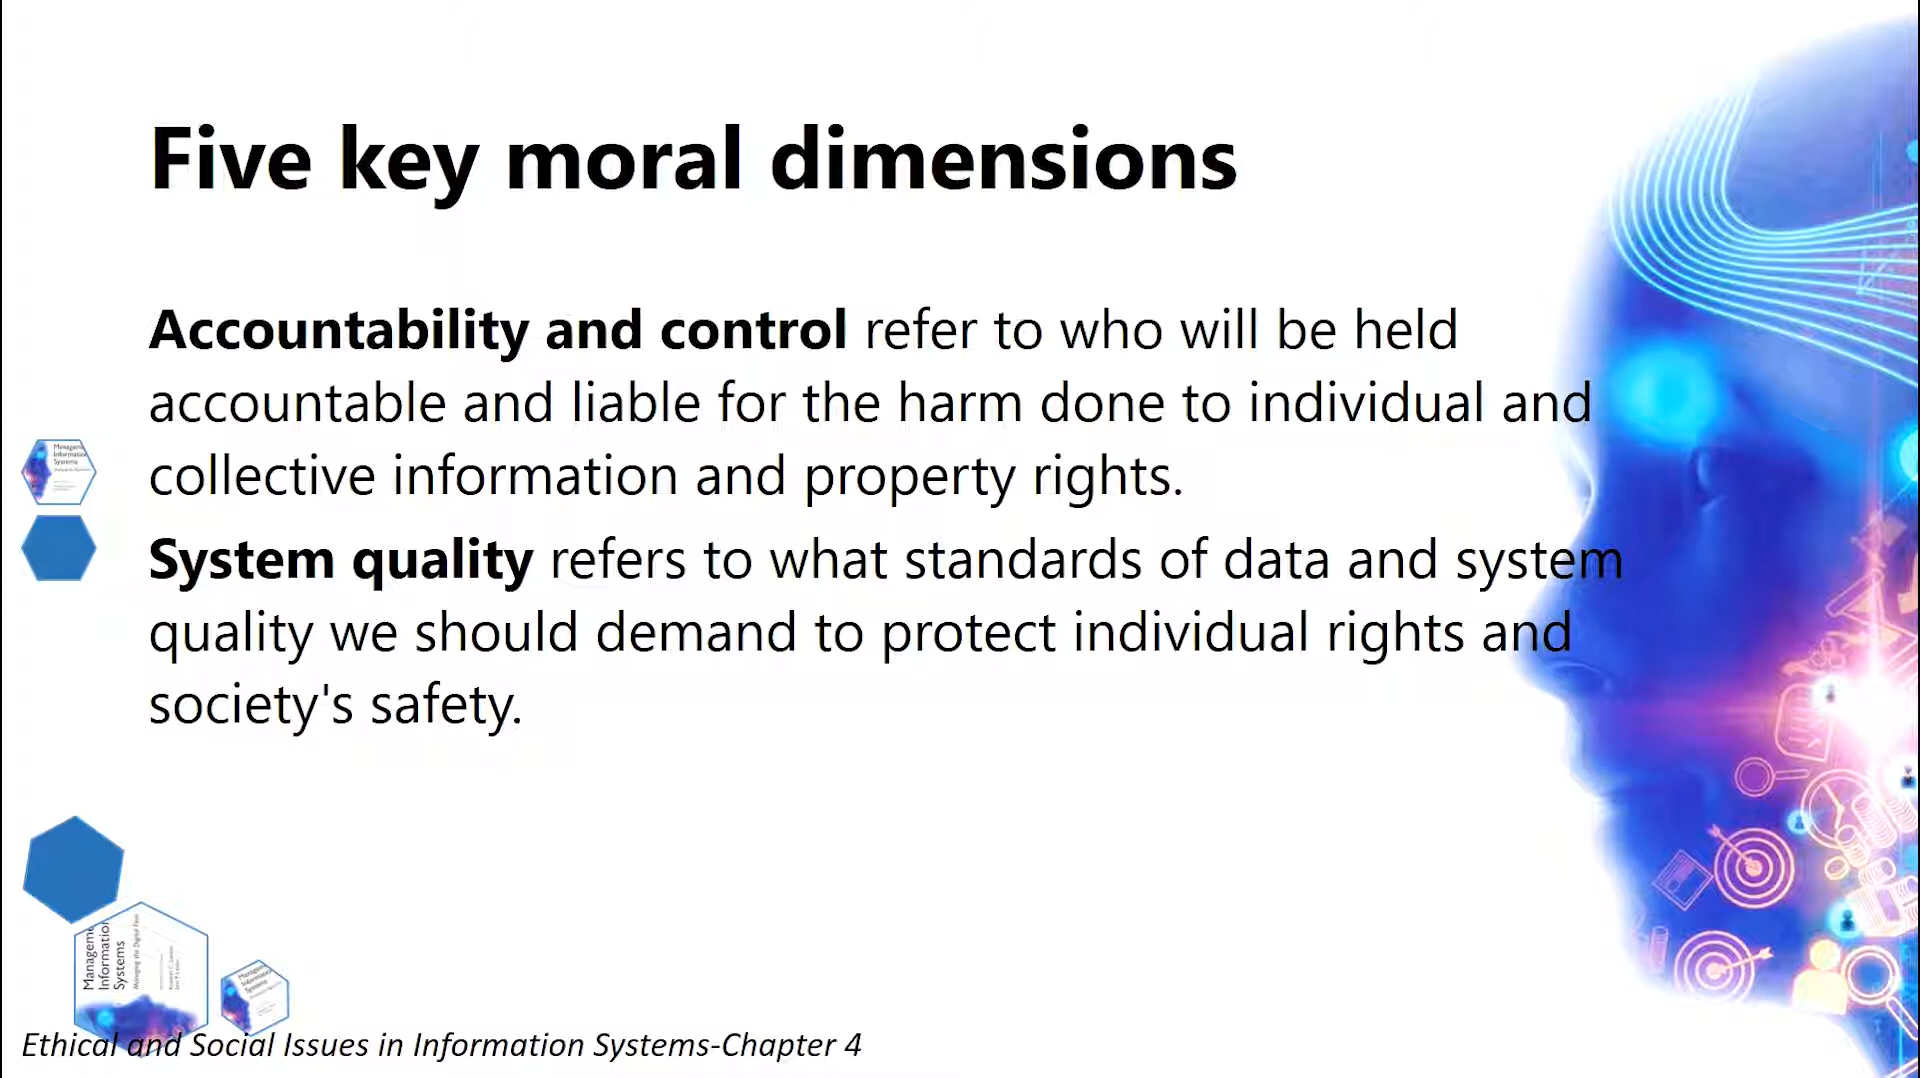 Five key moral dimensions
Accountability and control refer to who will be held
accountable and liable for the harm done to individual and
collective information and property rights.
System quality refers to what standards of data and system
quality we should demand to protect individual rights and
society's safety.
Management
Information
Systems
Ethical and Social Issues in Information Systems-Chapter 4